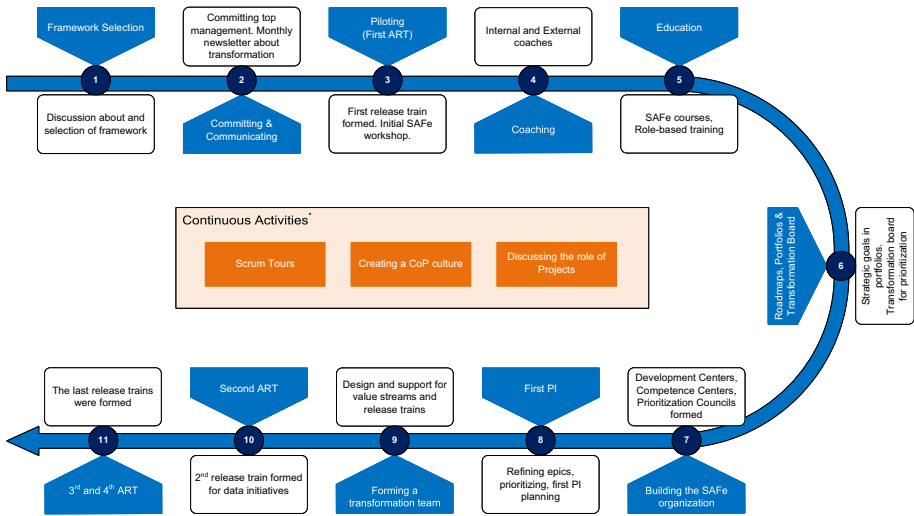 Framework Selection
1
Discussion about and
selection of framework
Committing top
management. Monthly
newsletter about
transformation
2
Committing &
Communicating
Piloting
(First ART)
3
First release train
formed. Initial SAFe
workshop.
Internal and External
coaches
4
Coaching
Education
5
SAFe courses,
Role-based training
Roadmaps, Portfolios &
Transformation Board
6
Strategic goals in
portfolios.
Transformation board
for prioritization
Continuous Activities*
Scrum Tours
Creating a CoP culture
Discussing the role of
Projects
Development Centers,
Competence Centers,
Prioritization Councils
formed
7
Building the SAFe
organization
First PI
8
Refining epics,
prioritizing, first PI
planning
Design and support for
value streams and
release trains
9
Forming a
transformation team
Second ART
10
2nd release train formed
for data initiatives
The last release trains
were formed
11
3rd and 4th ART